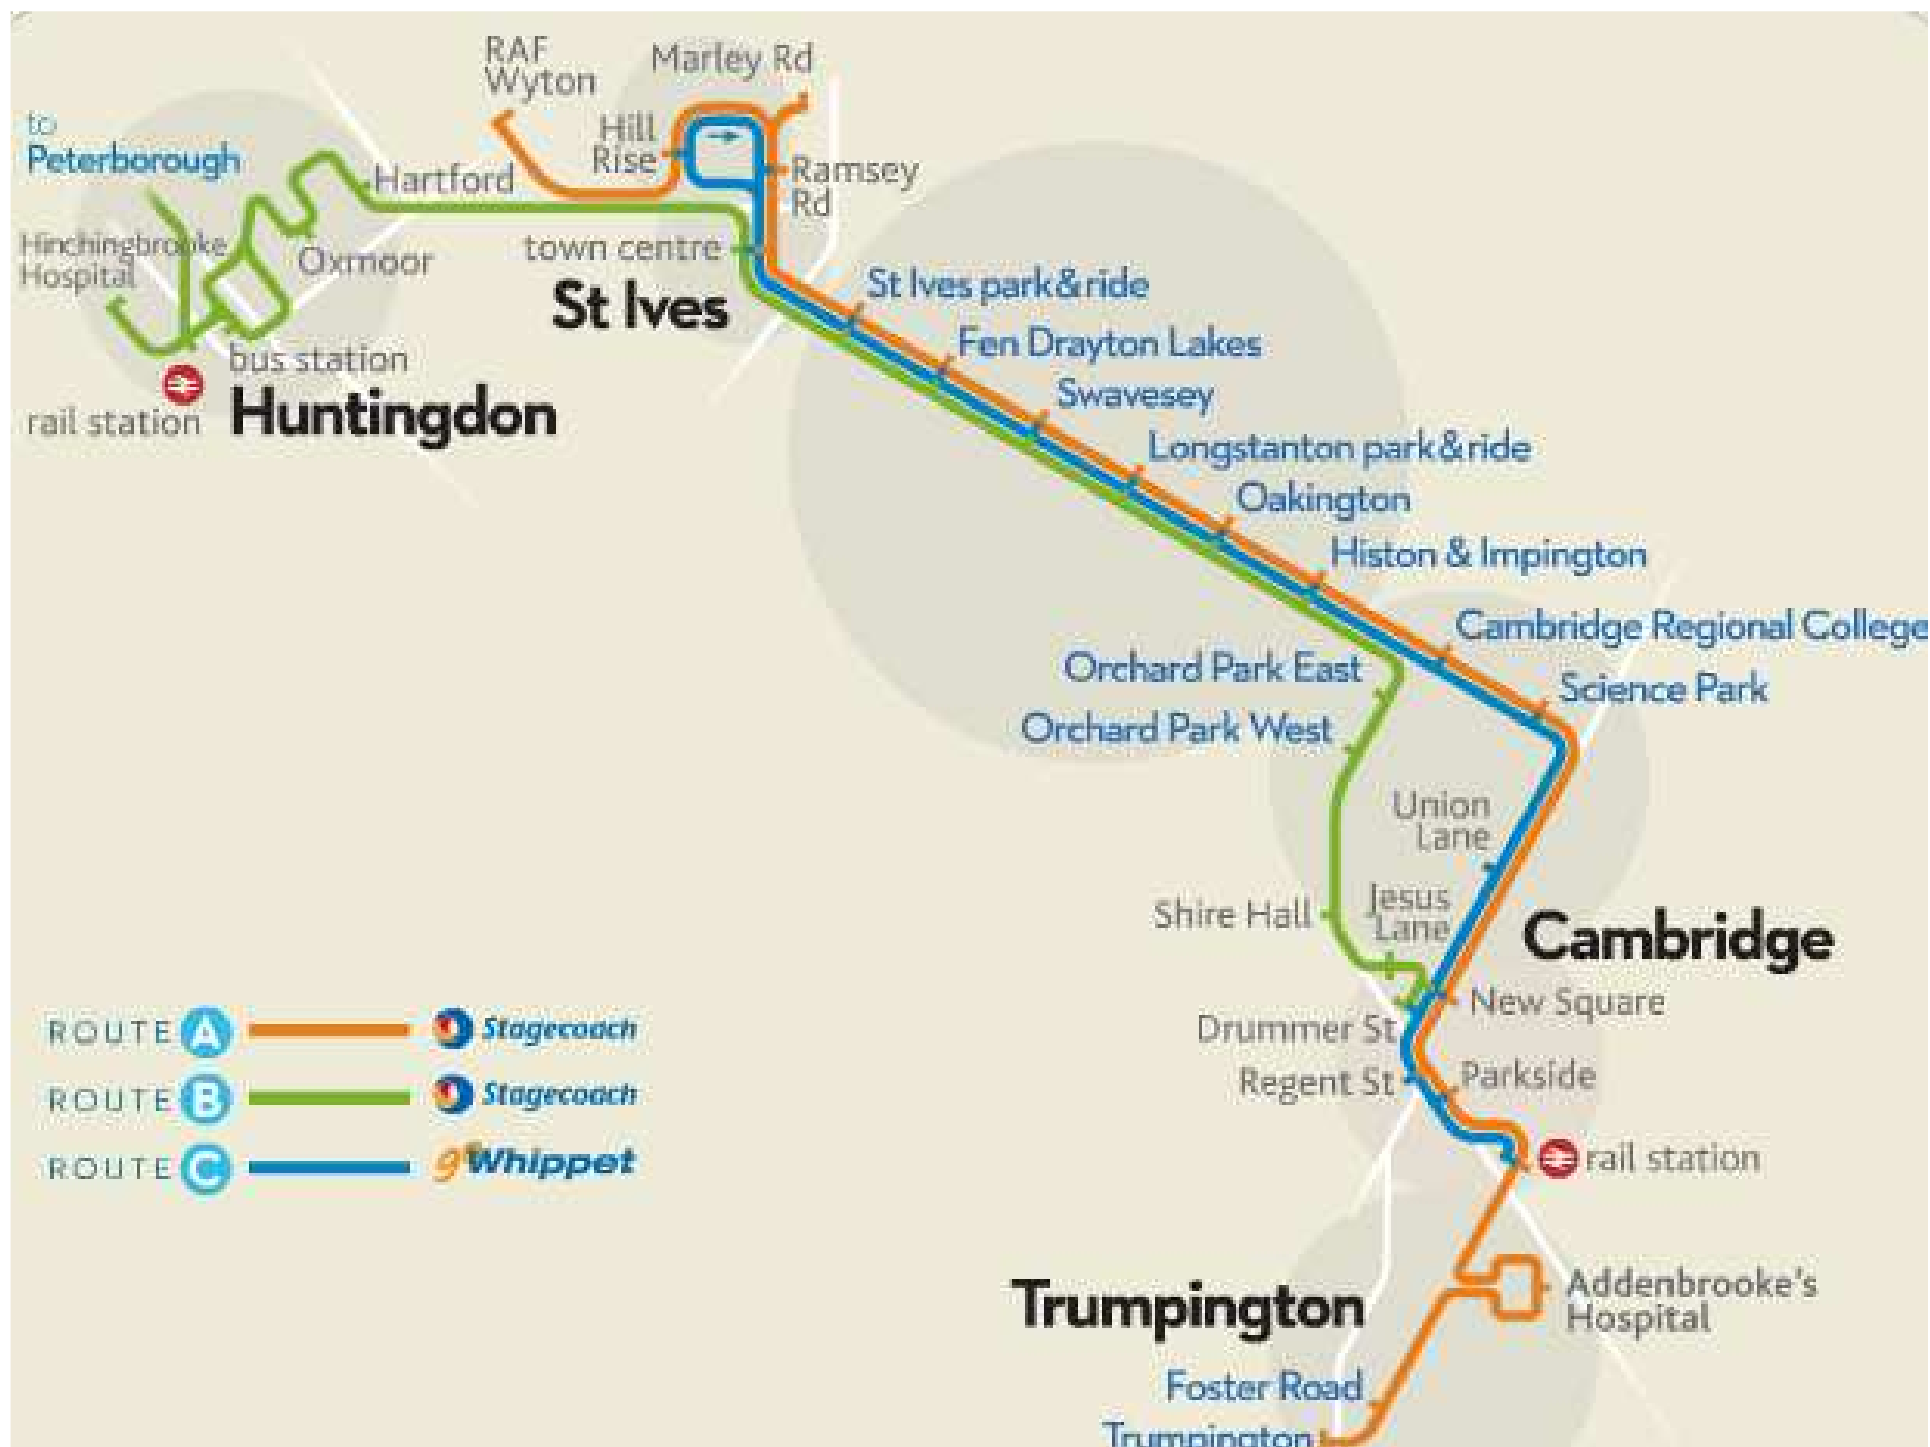 RAF
Wyton
Marley Rd
to
Peterborough
Hill
Rise
Hartford
Ramsey
Rd
Hinchingbrooke
Hospital
Oxmoor
town centre
St Ives
St Ives park&ride
bus station
rail station
Huntingdon
Fen Drayton Lakes
Swavesey
Longstanton park&ride
Oakington
Histon & Impington
Cambridge Regional College
Orchard Park East
Science Park
Orchard Park West
Union
Lane
Shire Hall
Jesus
Lane
Cambridge
New Square
Drummer St
Regent St
Parkside
rail station
ROUTE A Stagecoach
ROUTE B Stagecoach
ROUTE C Whippet
Addenbrooke's
Hospital
Trumpington
Foster Road
Trumpington